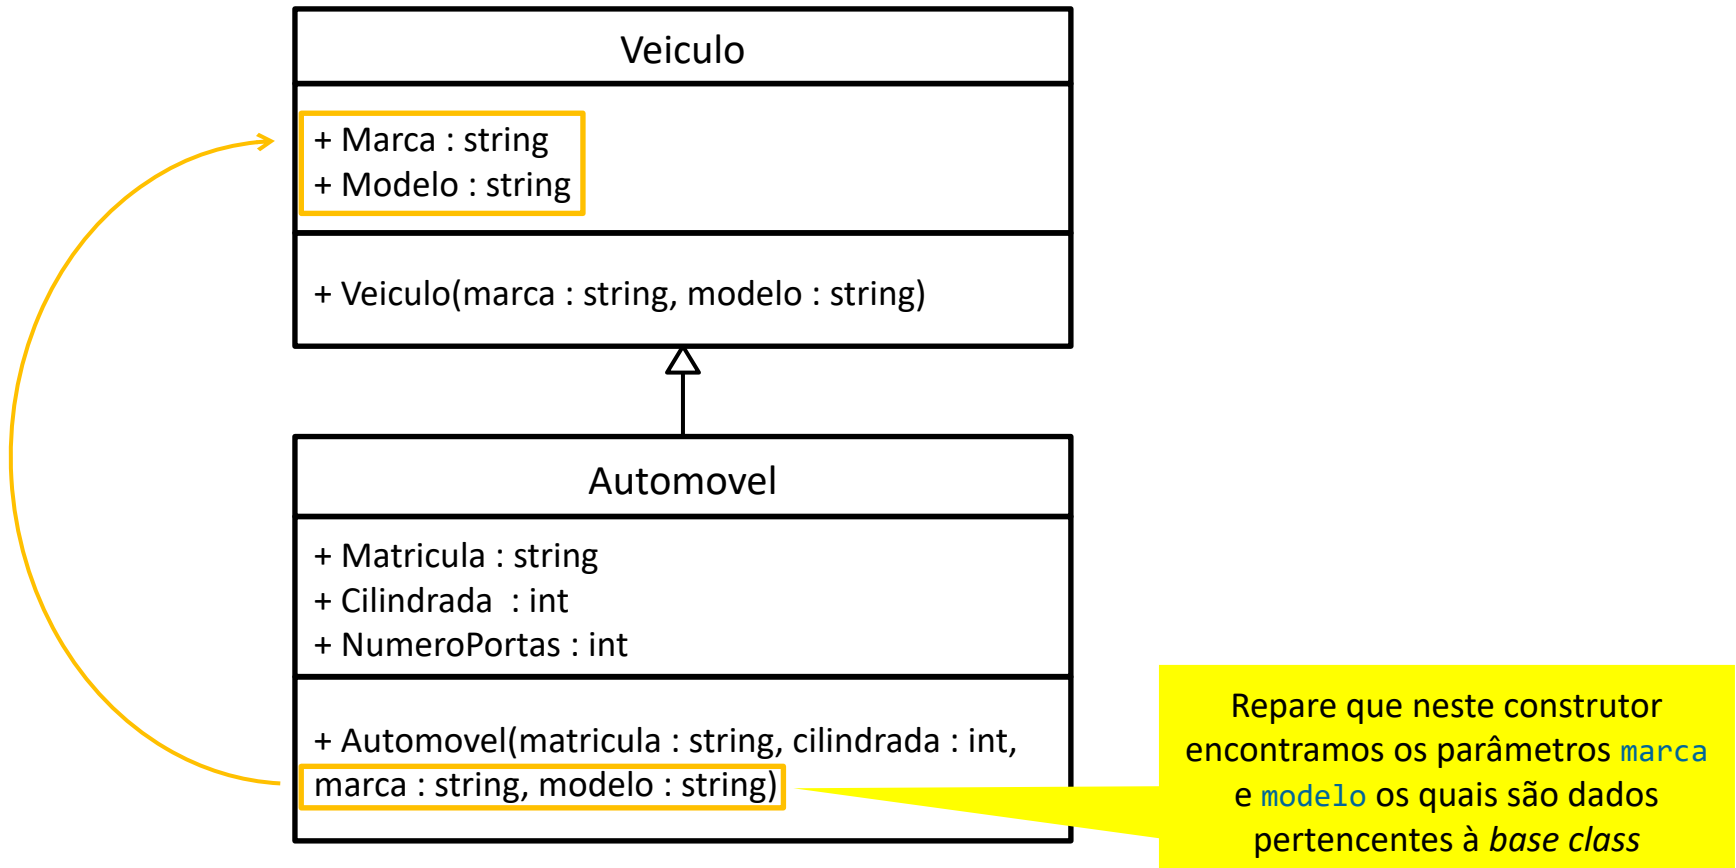 Veiculo
+ Marca : string
+ Modelo : string
+ Veiculo(marca : string, modelo : string)
Automovel
+ Matricula : string
+ Cilindrada : int
+ NumeroPortas : int
+ Automovel(matricula : string, cilindrada : int,
marca : string, modelo : string)
Repare que neste construtor
encontramos os parâmetros marca
e modelo os quais são dados
pertencentes à base class